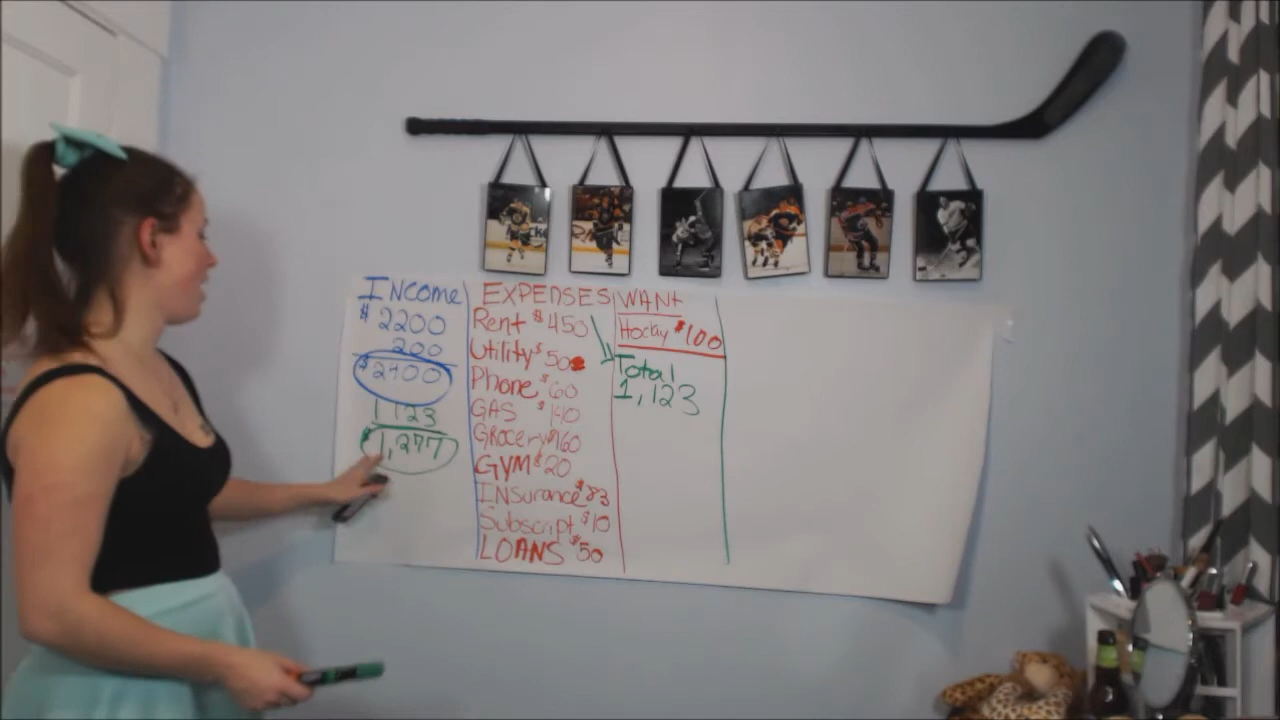 Income
$2200
200
$2400
1123
$1,277
EXPENSES
Rent $450
Utility $50
Phone $60
GAS $140
Grocery $160
GYM $20
INSurance $83
Subscript $10
LOANS $50
WANT
Hockey $100
Total
1,123